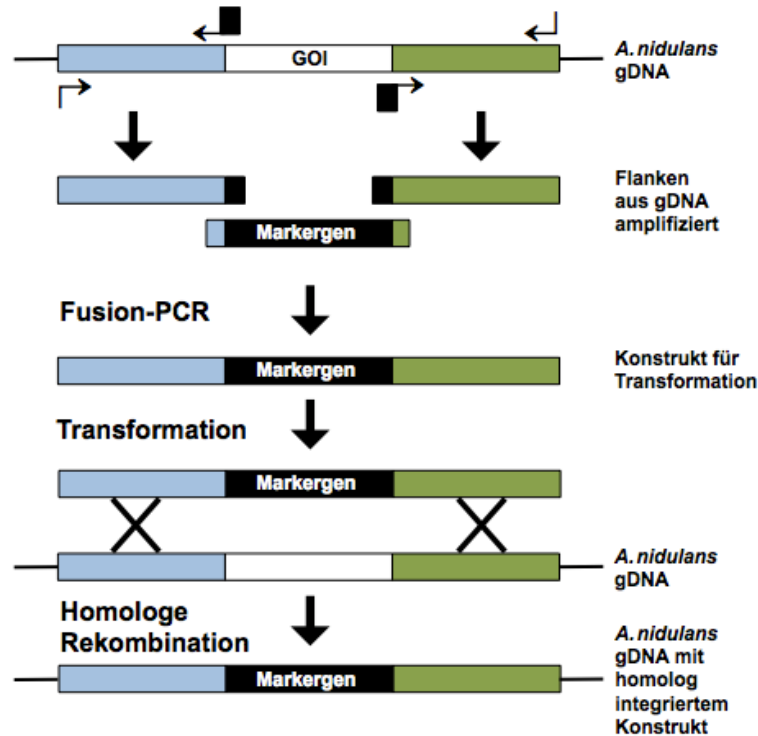 GOI
A. nidulans
gDNA
Flanken
aus gDNA
amplifiziert
Markergen
Fusion-PCR
Markergen
Konstrukt für
Transformation
Transformation
Markergen
A. nidulans
gDNA
Homologe
Rekombination
Markergen
A. nidulans
gDNA mit
homolog
integriertem
Konstrukt